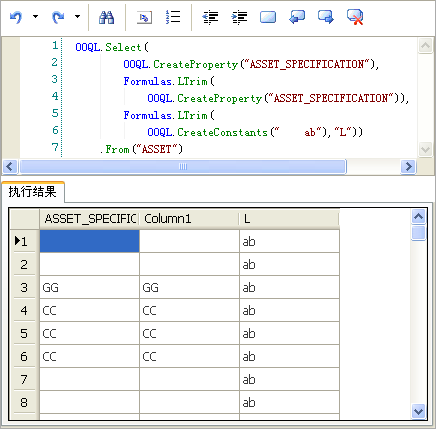 1 OOQL.Select(
2 OOQL.CreateProperty("ASSET_SPECIFICATION"),
3 Formulas.LTrim(
4 OOQL.CreateProperty("ASSET_SPECIFICATION")),
5 Formulas.LTrim(
6 OOQL.CreateConstants("    ab"),"L"))
7 .From("ASSET")
执行结果
ASSET_SPECIFIC Column1 L
1 ab
2 ab
3 GG GG ab
4 CC CC ab
5 CC CC ab
6 CC CC ab
7 ab
8 ab